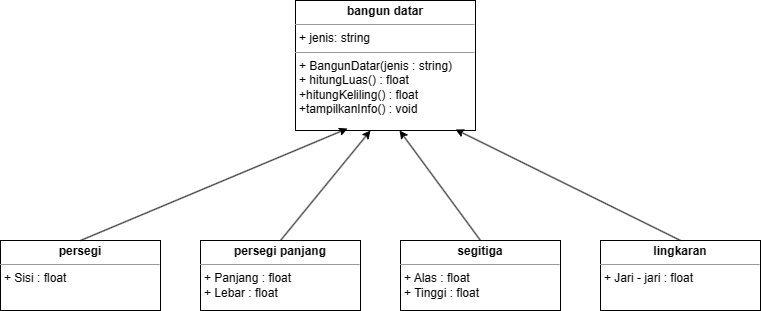 bangun datar
+ jenis: string
+ BangunDatar(jenis : string)
+ hitungLuas() : float
+hitungKeliling() : float
+tampilkanInfo() : void
persegi
+ Sisi : float
persegi panjang
+ Panjang : float
+ Lebar : float
segitiga
+ Alas : float
+ Tinggi : float
lingkaran
+ Jari - jari : float